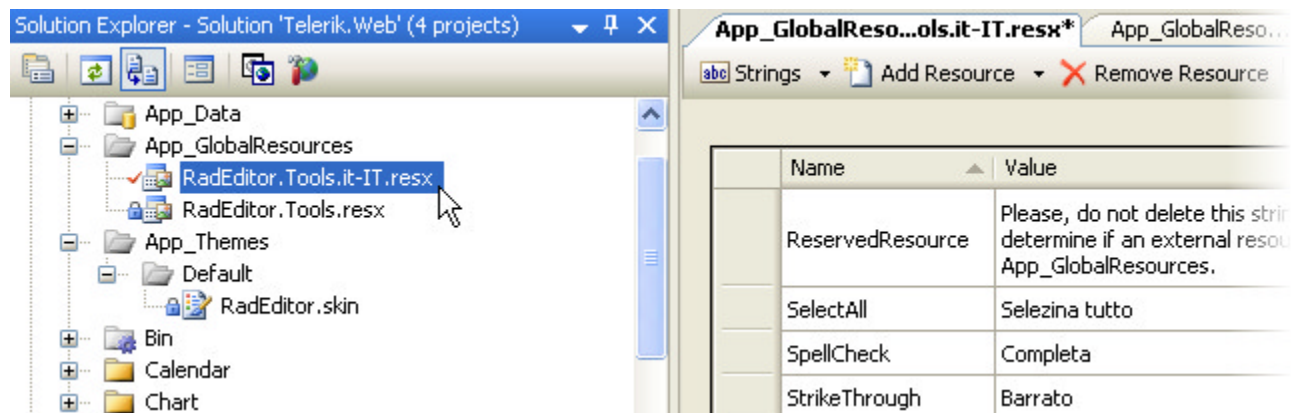 Solution Explorer - Solution 'Telerik.Web' (4 projects)
App_Data
App_GlobalResources
RadEditor.Tools.it-IT.resx
RadEditor.Tools.resx
App_Themes
Default
RadEditor.skin
Bin
Calendar
Chart
App_GlobalReso...ols.it-IT.resx* App_GlobalReso...
abc Strings Add Resource Remove Resource
Name Value
ReservedResource
Please, do not delete this
determine if an external
App_GlobalResources.
SelectAll Selezina tutto
SpellCheck Completa
StrikeThrough Barrato